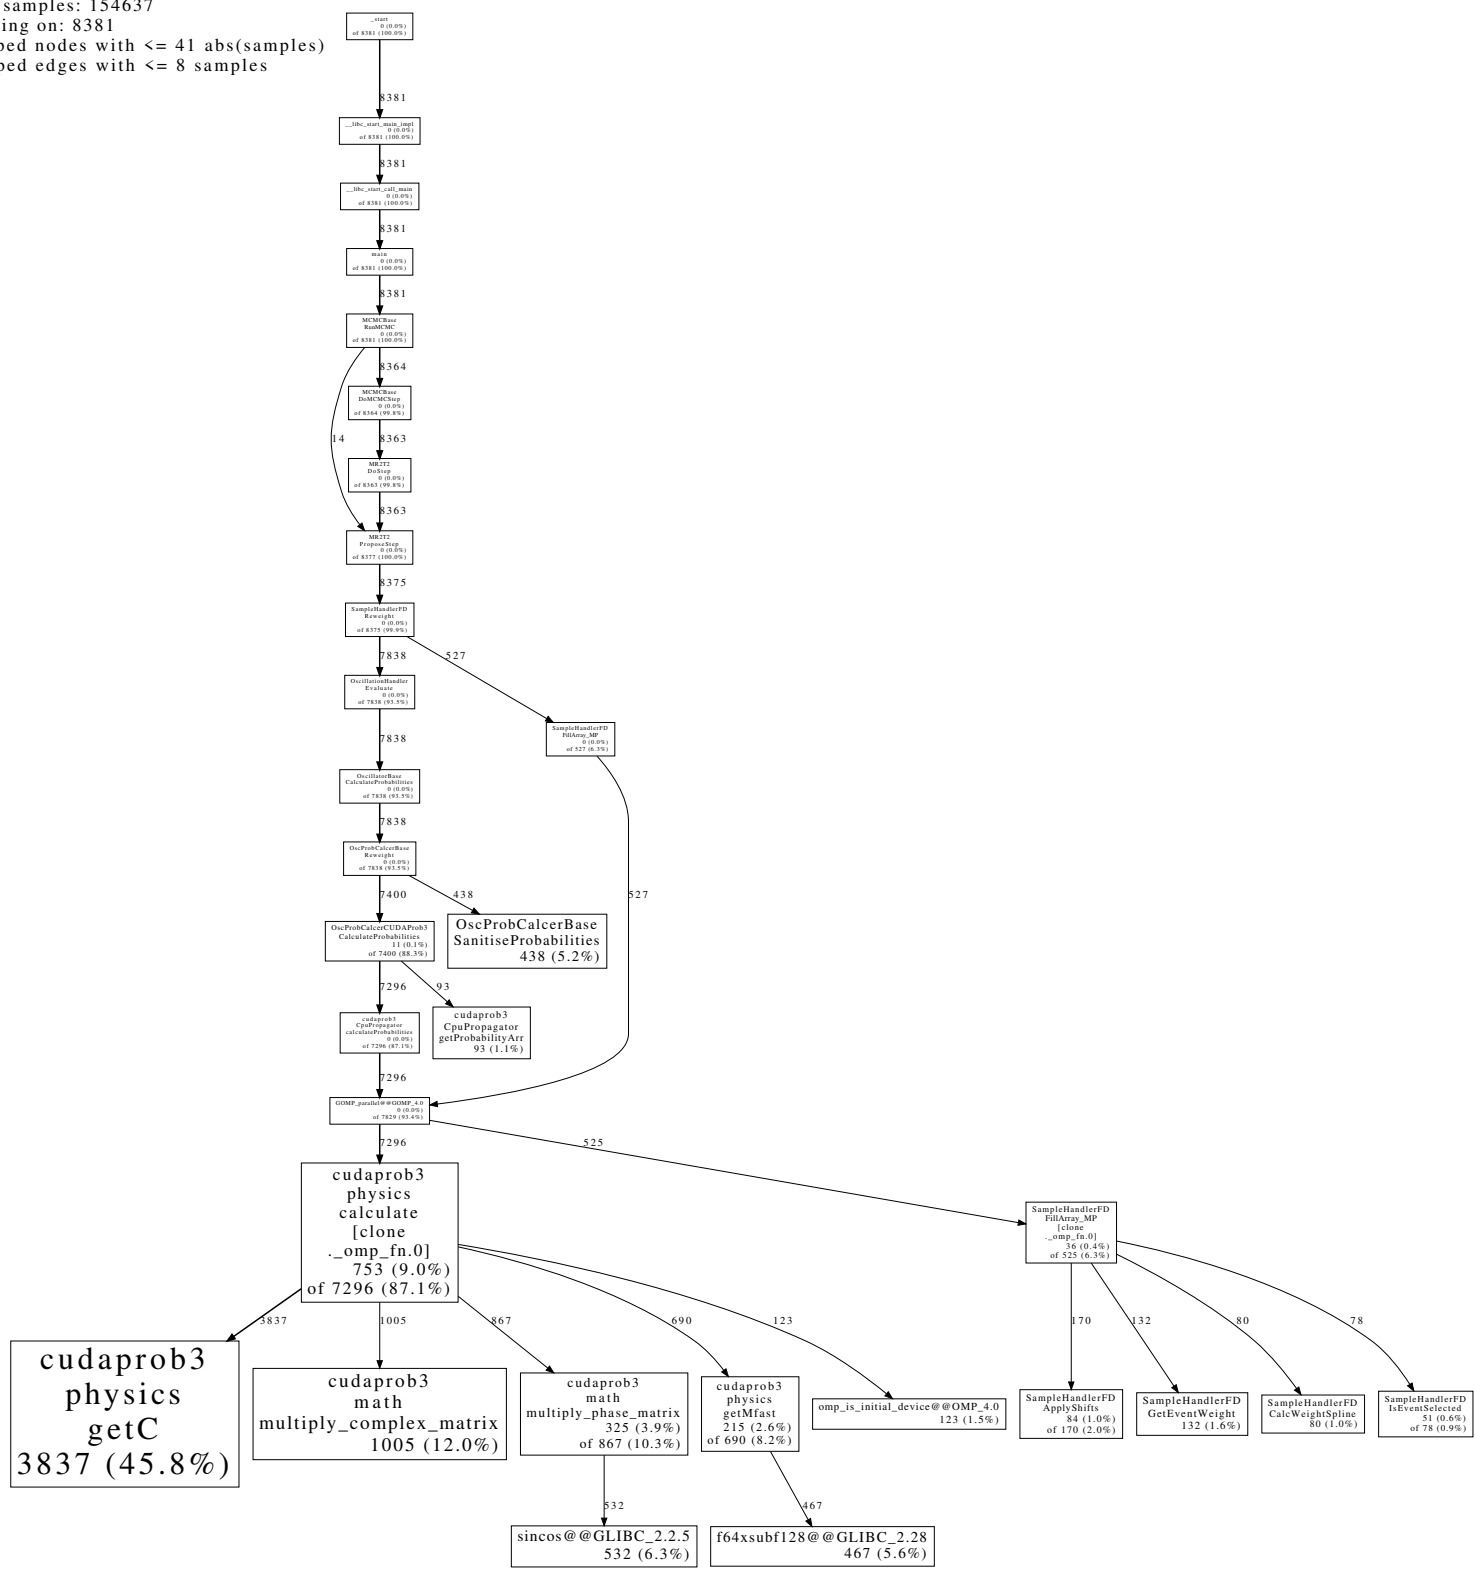 samples: 154637
ing on: 8381
ped nodes with <= 41 abs(samples)
ped edges with <= 8 samples
_start
0 (0.0%)
of 8381 (100.0%)
8381
__libc_start_main_impl
0 (0.0%)
of 8381 (100.0%)
8381
__libc_start_call_main
0 (0.0%)
of 8381 (100.0%)
8381
main
0 (0.0%)
of 8381 (100.0%)
8381
MCMCBase
RunMCMC
0 (0.0%)
of 8381 (100.0%)
8364
MCMCBase
DoMCMCStep
0 (0.0%)
of 8364 (99.8%)
14
8363
MR2T2
DoStep
0 (0.0%)
of 8363 (99.8%)
8363
MR2T2
ProposeStep
0 (0.0%)
of 8377 (100.0%)
8375
SampleHandlerFD
Reweight
0 (0.0%)
of 8375 (99.9%)
7838
527
OscillationHandler
Evaluate
0 (0.0%)
of 7838 (93.5%)
SampleHandlerFD
FillArray_MP
0 (0.0%)
of 527 (6.3%)
7838
OscillatorBase
CalculateProbabilities
0 (0.0%)
of 7838 (93.5%)
7838
OscProbCalcerBase
Reweight
0 (0.0%)
of 7838 (93.5%)
7400
438
527
OscProbCalcerCUDAProb3
CalculateProbabilities
11 (0.1%)
of 7400 (88.3%)
OscProbCalcerBase
SanitiseProbabilities
438 (5.2%)
7296
93
cudaprob3
CpuPropagator
calculateProbabilities
0 (0.0%)
of 7296 (87.1%)
cudaprob3
CpuPropagator
getProbabilityArr
93 (1.1%)
7296
GOMP_parallel@@GOMP_4.0
0 (0.0%)
of 7829 (93.4%)
7296
525
cudaprob3
physics
calculate
[clone
._omp_fn.0]
753 (9.0%)
of 7296 (87.1%)
SampleHandlerFD
FillArray_MP
[clone
._omp_fn.0]
36 (0.4%)
of 525 (6.3%)
3837
1005
867
690
123
170
132
80
78
cudaprob3
physics
getC
3837 (45.8%)
cudaprob3
math
multiply_complex_matrix
1005 (12.0%)
cudaprob3
math
multiply_phase_matrix
325 (3.9%)
of 867 (10.3%)
cudaprob3
physics
getMfast
215 (2.6%)
of 690 (8.2%)
omp_is_initial_device@@OMP_4.0
123 (1.5%)
SampleHandlerFD
ApplyShifts
84 (1.0%)
of 170 (2.0%)
SampleHandlerFD
GetEventWeight
132 (1.6%)
SampleHandlerFD
CalcWeightSpline
80 (1.0%)
SampleHandlerFD
IsEventSelected
51 (0.6%)
of 78 (0.9%)
532
467
sincos@@GLIBC_2.2.5
532 (6.3%)
f64xsubf128@@GLIBC_2.28
467 (5.6%)